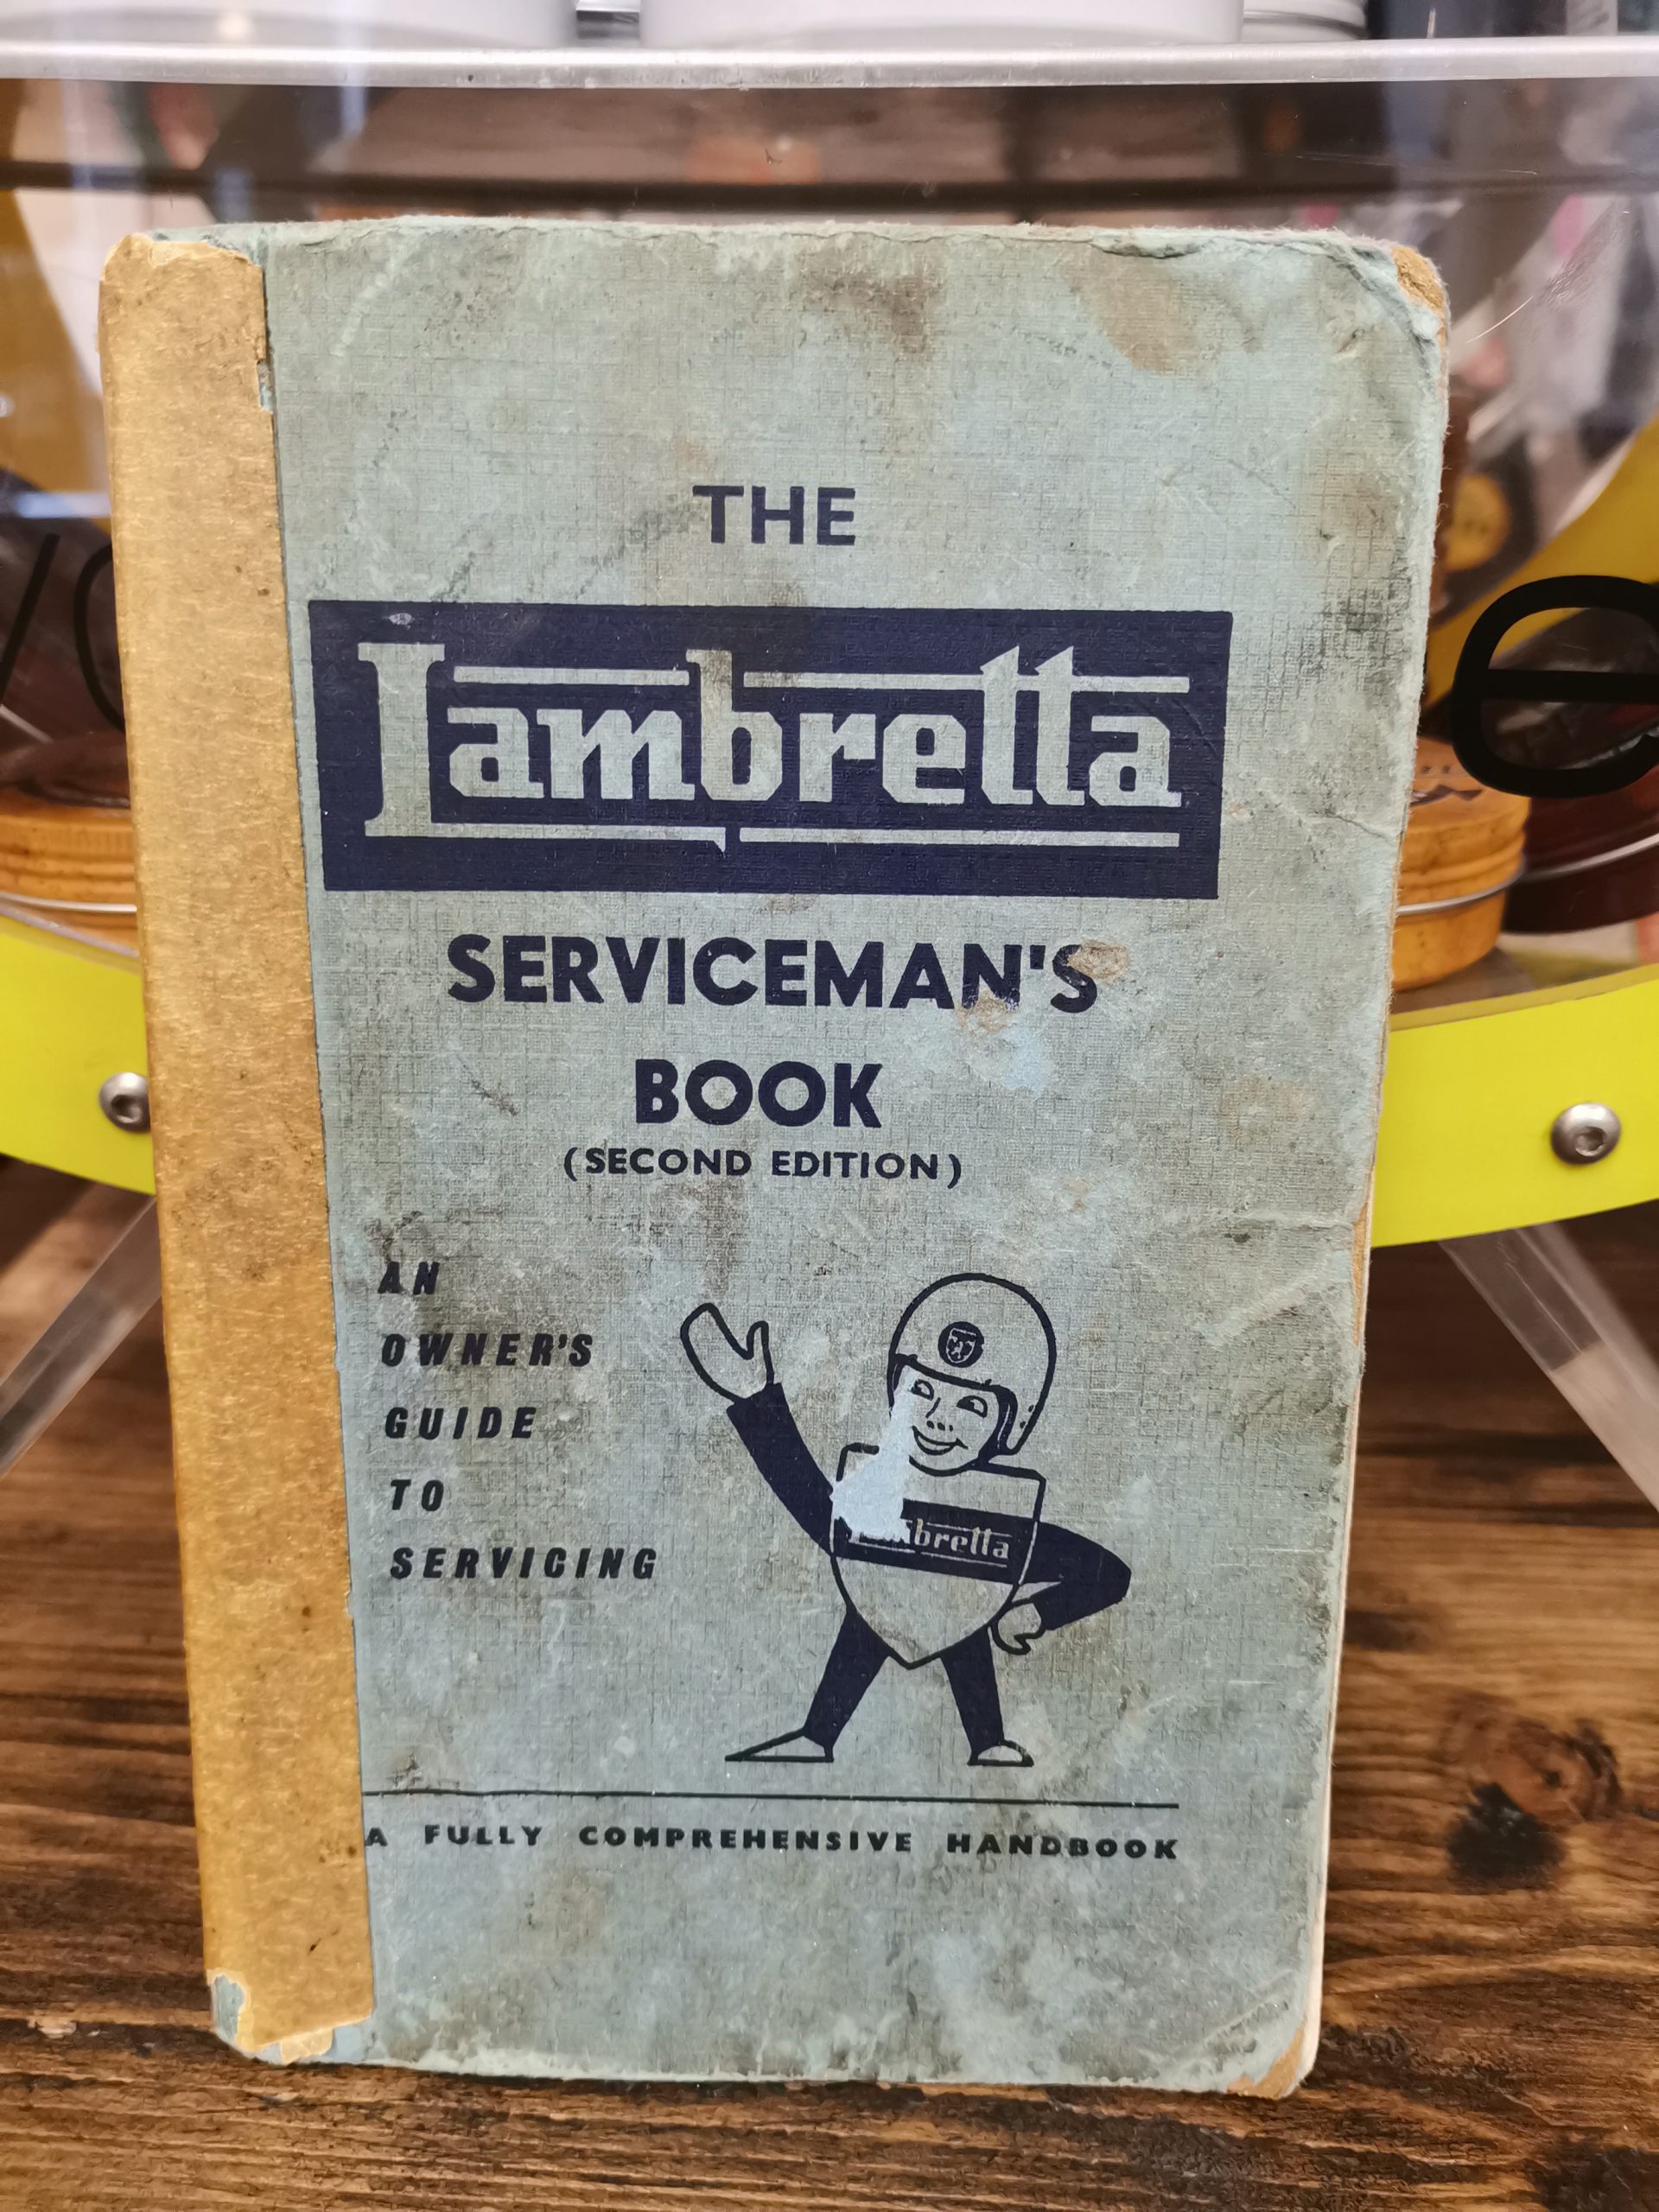 THE
Lambretta
SERVICEMAN'S
BOOK
(SECOND EDITION)
AN
OWNER'S
GUIDE
TO
SERVICING
Lambretta
A FULLY COMPREHENSIVE HANDBOOK
e